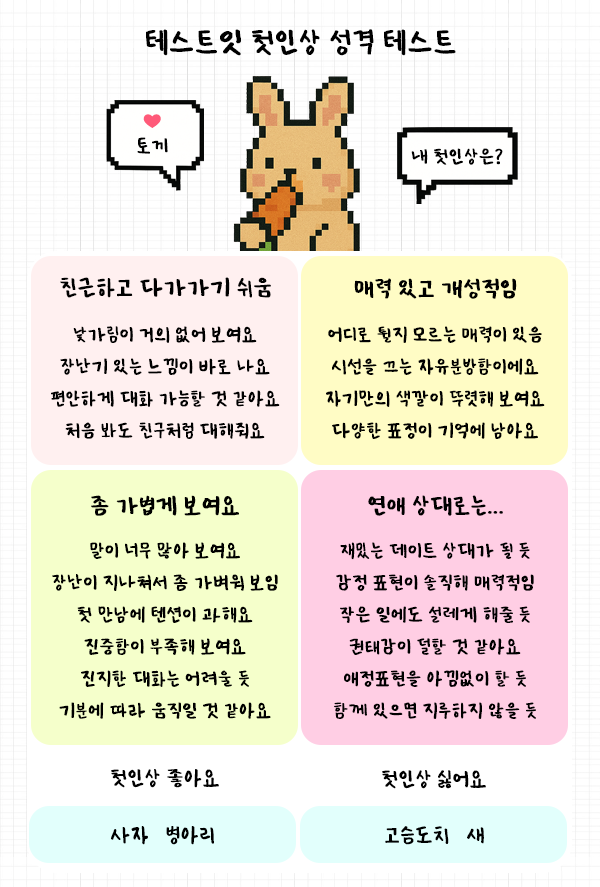 테스트잇 첫인상 성격 테스트
토끼
내 첫인상은?
친근하고 다가가기 쉬움
낯가림이 거의 없어 보여요
장난기 있는 느낌이 바로 나요
편안하게 대화 가능할 것 같아요
처음 봐도 친구처럼 대해줘요
매력 있고 개성적임
어디로 튈지 모르는 매력이 있음
시선을 끄는 자유분방함이에요
자기만의 색깔이 뚜렷해 보여요
다양한 표정이 기억에 남아요
좀 가볍게 보여요
말이 너무 많아 보여요
장난이 지나쳐서 좀 가벼워 보임
첫 만남에 텐션이 과해요
진중함이 부족해 보여요
진지한 대화는 어려울 듯
기분에 따라 움직일 것 같아요
연애 상대로는...
재밌는 데이트 상대가 될 듯
감정 표현이 솔직해 매력적임
작은 일에도 설레게 해줄 듯
권태감이 덜할 것 같아요
애정표현을 아낌없이 할 듯
함께 있으면 지루하지 않을 듯
첫인상 좋아요
첫인상 싫어요
사자 병아리
고슴도치 새